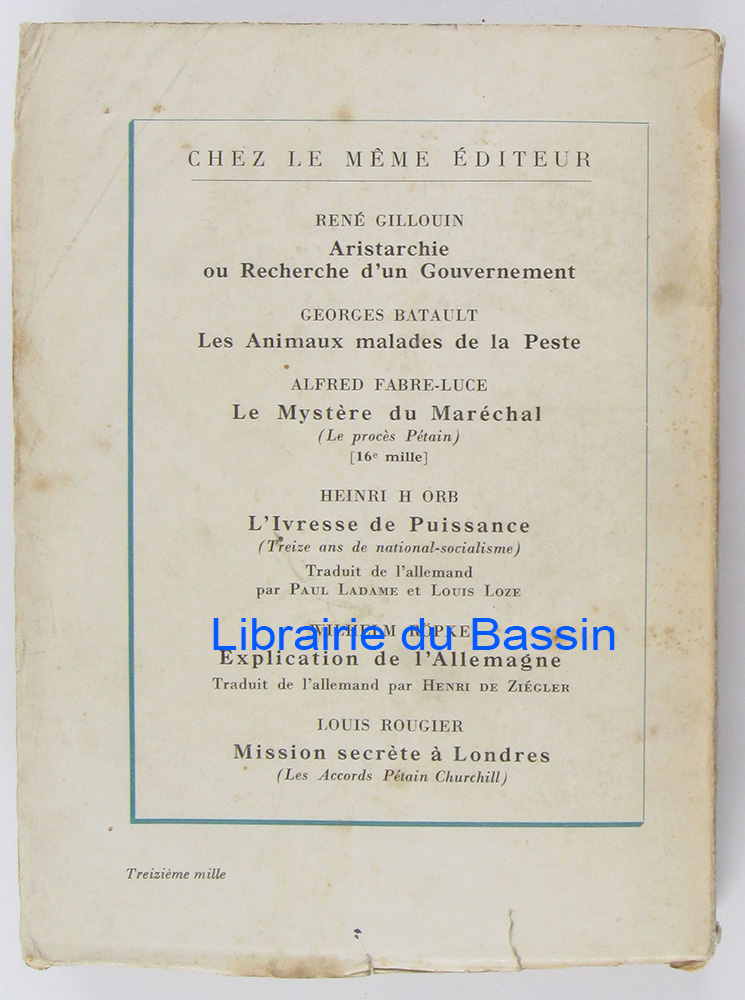 CHEZ LE MÊME ÉDITEUR
RENÉ GILLOUIN
Aristarchie
ou Recherche d'un Gouvernement
GEORGES BATAULT
Les Animaux malades de la Peste
ALFRED FABRE-LUCE
Le Mystère du Maréchal
(Le procès Pétain)
[16e mille]
HEINRI H ORB
L'Ivresse de Puissance
(Treize ans de national-socialisme)
Traduit de l'allemand
par PAUL LADAME et LOUIS LOZE
WILHELM RÖPKE
Librairie du Bassin
Explication de l'Allemagne
Traduit de l'allemand par HENRI DE ZIÉGLER
LOUIS ROUGIER
Mission secrète à Londres
(Les Accords Pétain Churchill)
Treizième mille